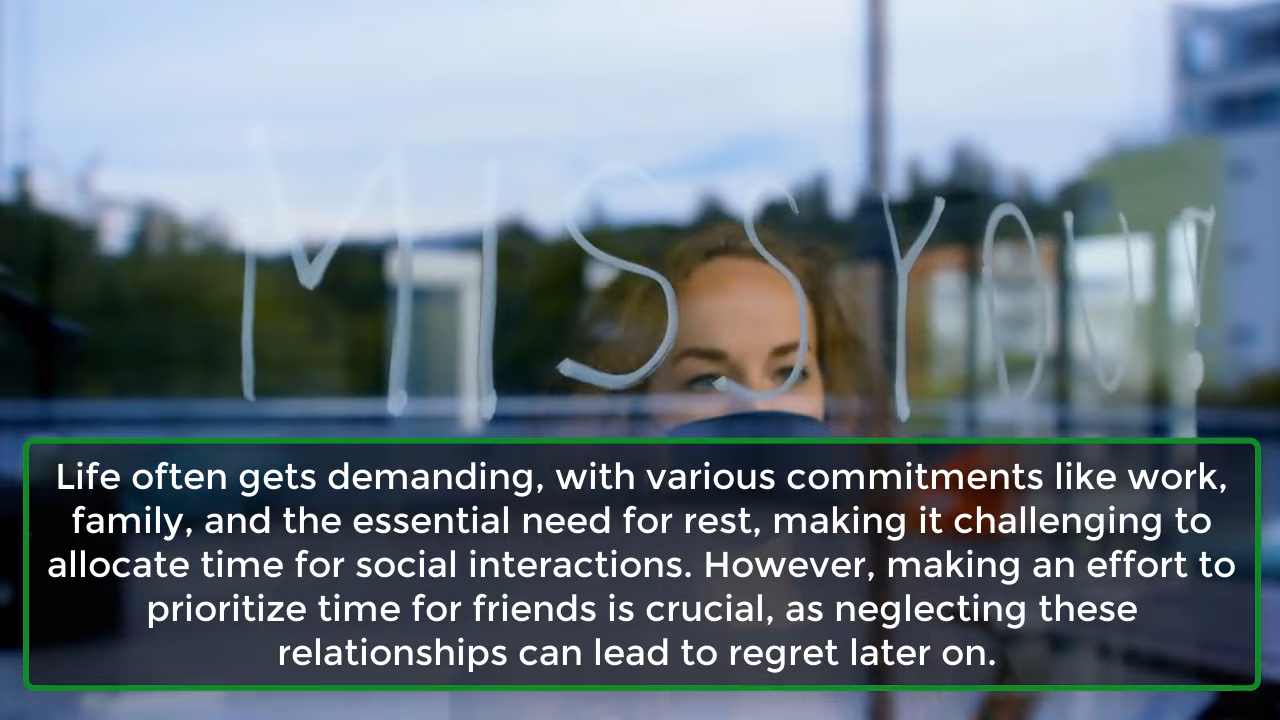 MISS YOU!
Life often gets demanding, with various commitments like work,
family, and the essential need for rest, making it challenging to
allocate time for social interactions. However, making an effort to
prioritize time for friends is crucial, as neglecting these
relationships can lead to regret later on.